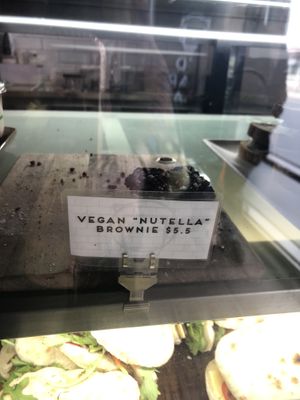 VEGAN "NUTELLA"
BROWNIE $5.5